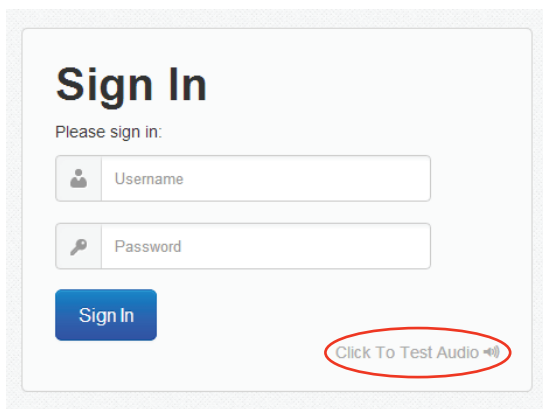 Sign In
Please sign in:
Username
Password
Sign In
Click To Test Audio